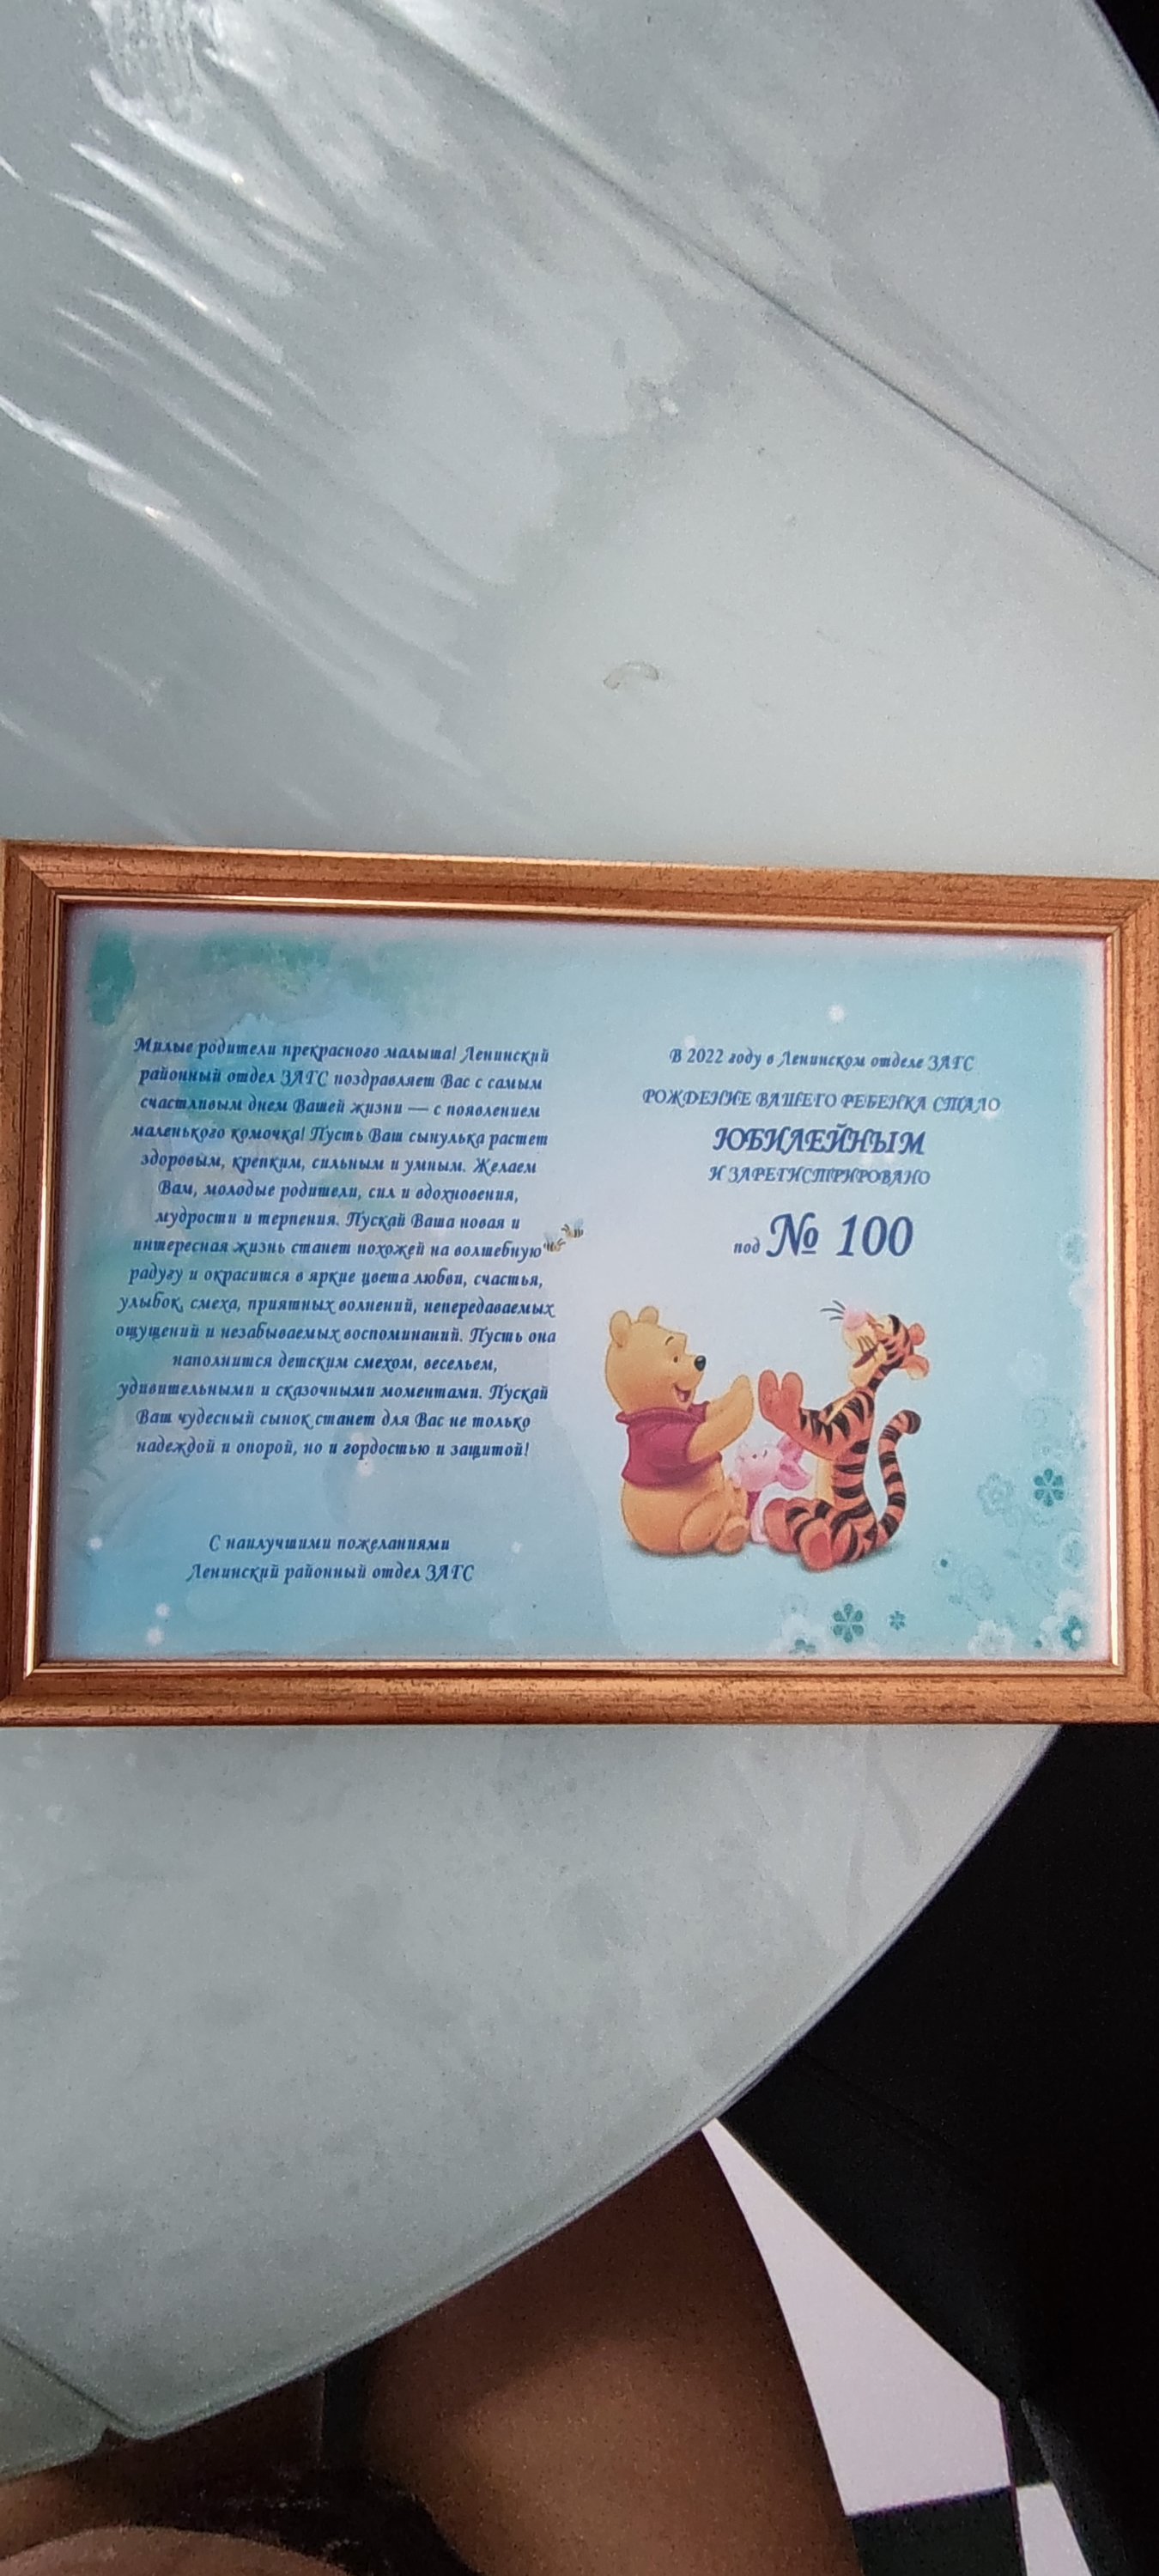 Милые родители прекрасного малыша! Ленинский
районный отдел ЗАГС поздравляет Вас с самым
счастливым днем Вашей жизни — с появлением
маленького комочка! Пусть Ваш сынулька растет
здоровым, крепким, сильным и умным. Желаем
Вам, молодые родители, сил и вдохновения,
мудрости и терпения. Пускай Ваша новая и
интересная жизнь станет похожей на волшебную
радугу и окрасится в яркие цвета любви, счастья,
улыбок, смеха, приятных волнений, непередаваемых
ощущений и незабываемых воспоминаний. Пусть она
наполнится детским смехом, весельем,
удивительными и сказочными моментами. Пускай
Ваш чудесный сынок станет для Вас не только
надеждой и опорой, но и гордостью и защитой!
С наилучшими пожеланиями
Ленинский районный отдел ЗАГС
В 2022 году в Ленинском отделе ЗАГС
РОЖДЕНИЕ ВАШЕГО РЕБЕНКА СТАЛО
ЮБИЛЕЙНЫМ
И ЗАРЕГИСТРИРОВАНО
под № 100